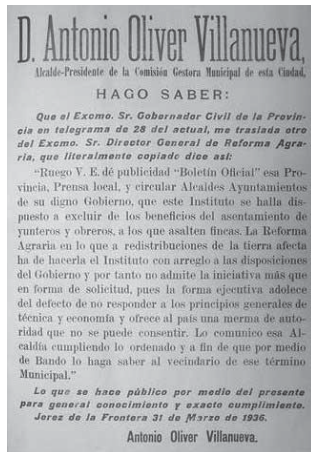 D. Antonio Oliver Villanueva,
Alcalde-Presidente de la Comisión Gestora Municipal de esta Ciudad,
HAGO SABER:
Que el Excmo. Sr. Gobernador Civil de la Provin-
cia en telegrama de 28 del actual, me traslada otro
del Excmo. Sr. Director General de Reforma Agra-
ria, que literalmente copiado dice así:
"Ruego V. E. dé publicidad "Boletín Oficial" esa Pro-
vincia, Prensa local, y circular Alcaldes Ayuntamientos
de su digno Gobierno, que este Instituto se halla dis-
puesto a excluir de los beneficios del asentamiento de
yunteros y obreros, a los que asalten fincas. La Reforma
Agraria en lo que a redistribuciones de la tierra afecta
ha de hacerla el Instituto con arreglo a las disposiciones
del Gobierno y por tanto no admite la iniciativa más que
en forma de solicitud, pues la forma ejecutiva adolece
del defecto de no responder a los principios generales de
técnica y economía y ofrece al país una merma de auto-
ridad que no se puede consentir. Lo comunico esa Al-
caldía cumpliendo lo ordenado y a fin de que por medio
de Bando lo haga saber al vecindario de ese término
Municipal."
Lo que se hace público por medio del presente
para general conocimiento y exacto cumplimiento.
Jerez de la Frontera 31 de Marzo de 1936.
Antonio Oliver Villanueva.